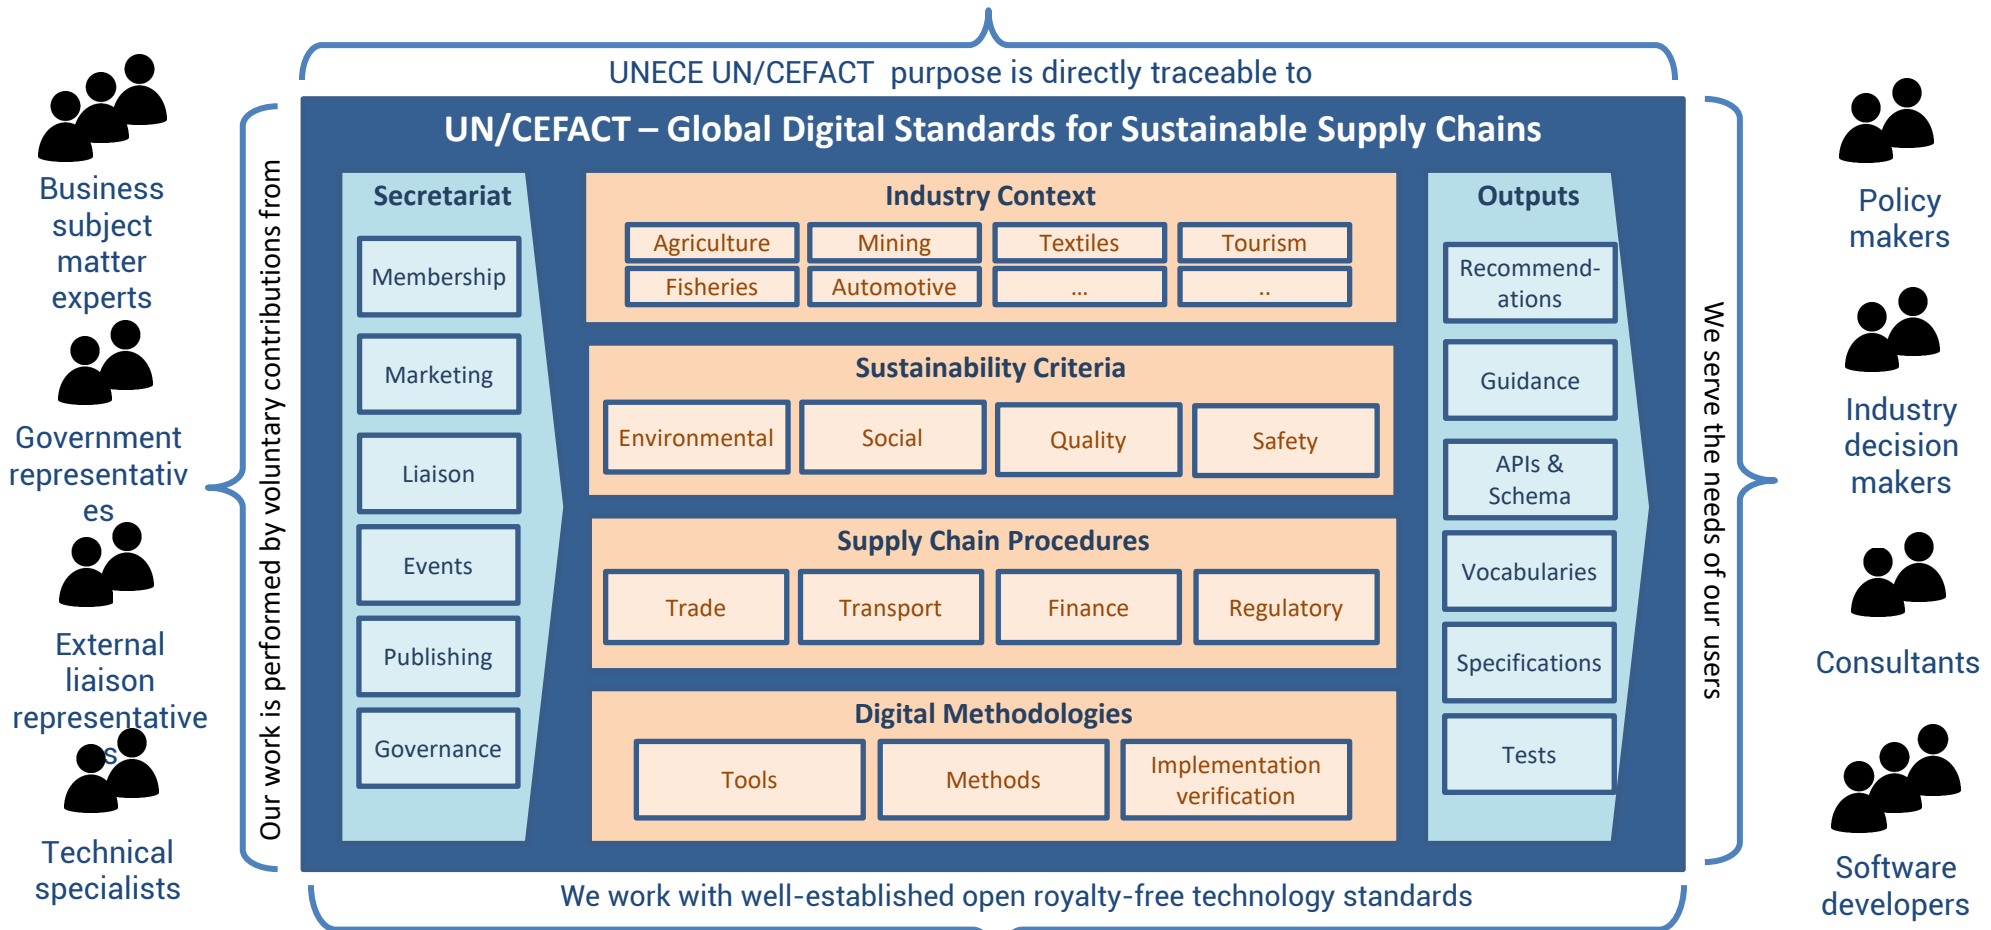 UNECE UN/CEFACT purpose is directly traceable to
Business
subject
matter
experts
Government
representativ
es
External
liaison
representative
s
Technical
specialists
Our work is performed by voluntary contributions from
UN/CEFACT – Global Digital Standards for Sustainable Supply Chains
Secretariat
Membership
Marketing
Liaison
Events
Publishing
Governance
Industry Context
Agriculture
Mining
Textiles
Tourism
Fisheries
Automotive
...
..
Sustainability Criteria
Environmental
Social
Quality
Safety
Supply Chain Procedures
Trade
Transport
Finance
Regulatory
Digital Methodologies
Tools
Methods
Implementation
verification
Outputs
Recommend-
ations
Guidance
APIs &
Schema
Vocabularies
Specifications
Tests
We serve the needs of our users
Policy
makers
Industry
decision
makers
Consultants
Software
developers
We work with well-established open royalty-free technology standards